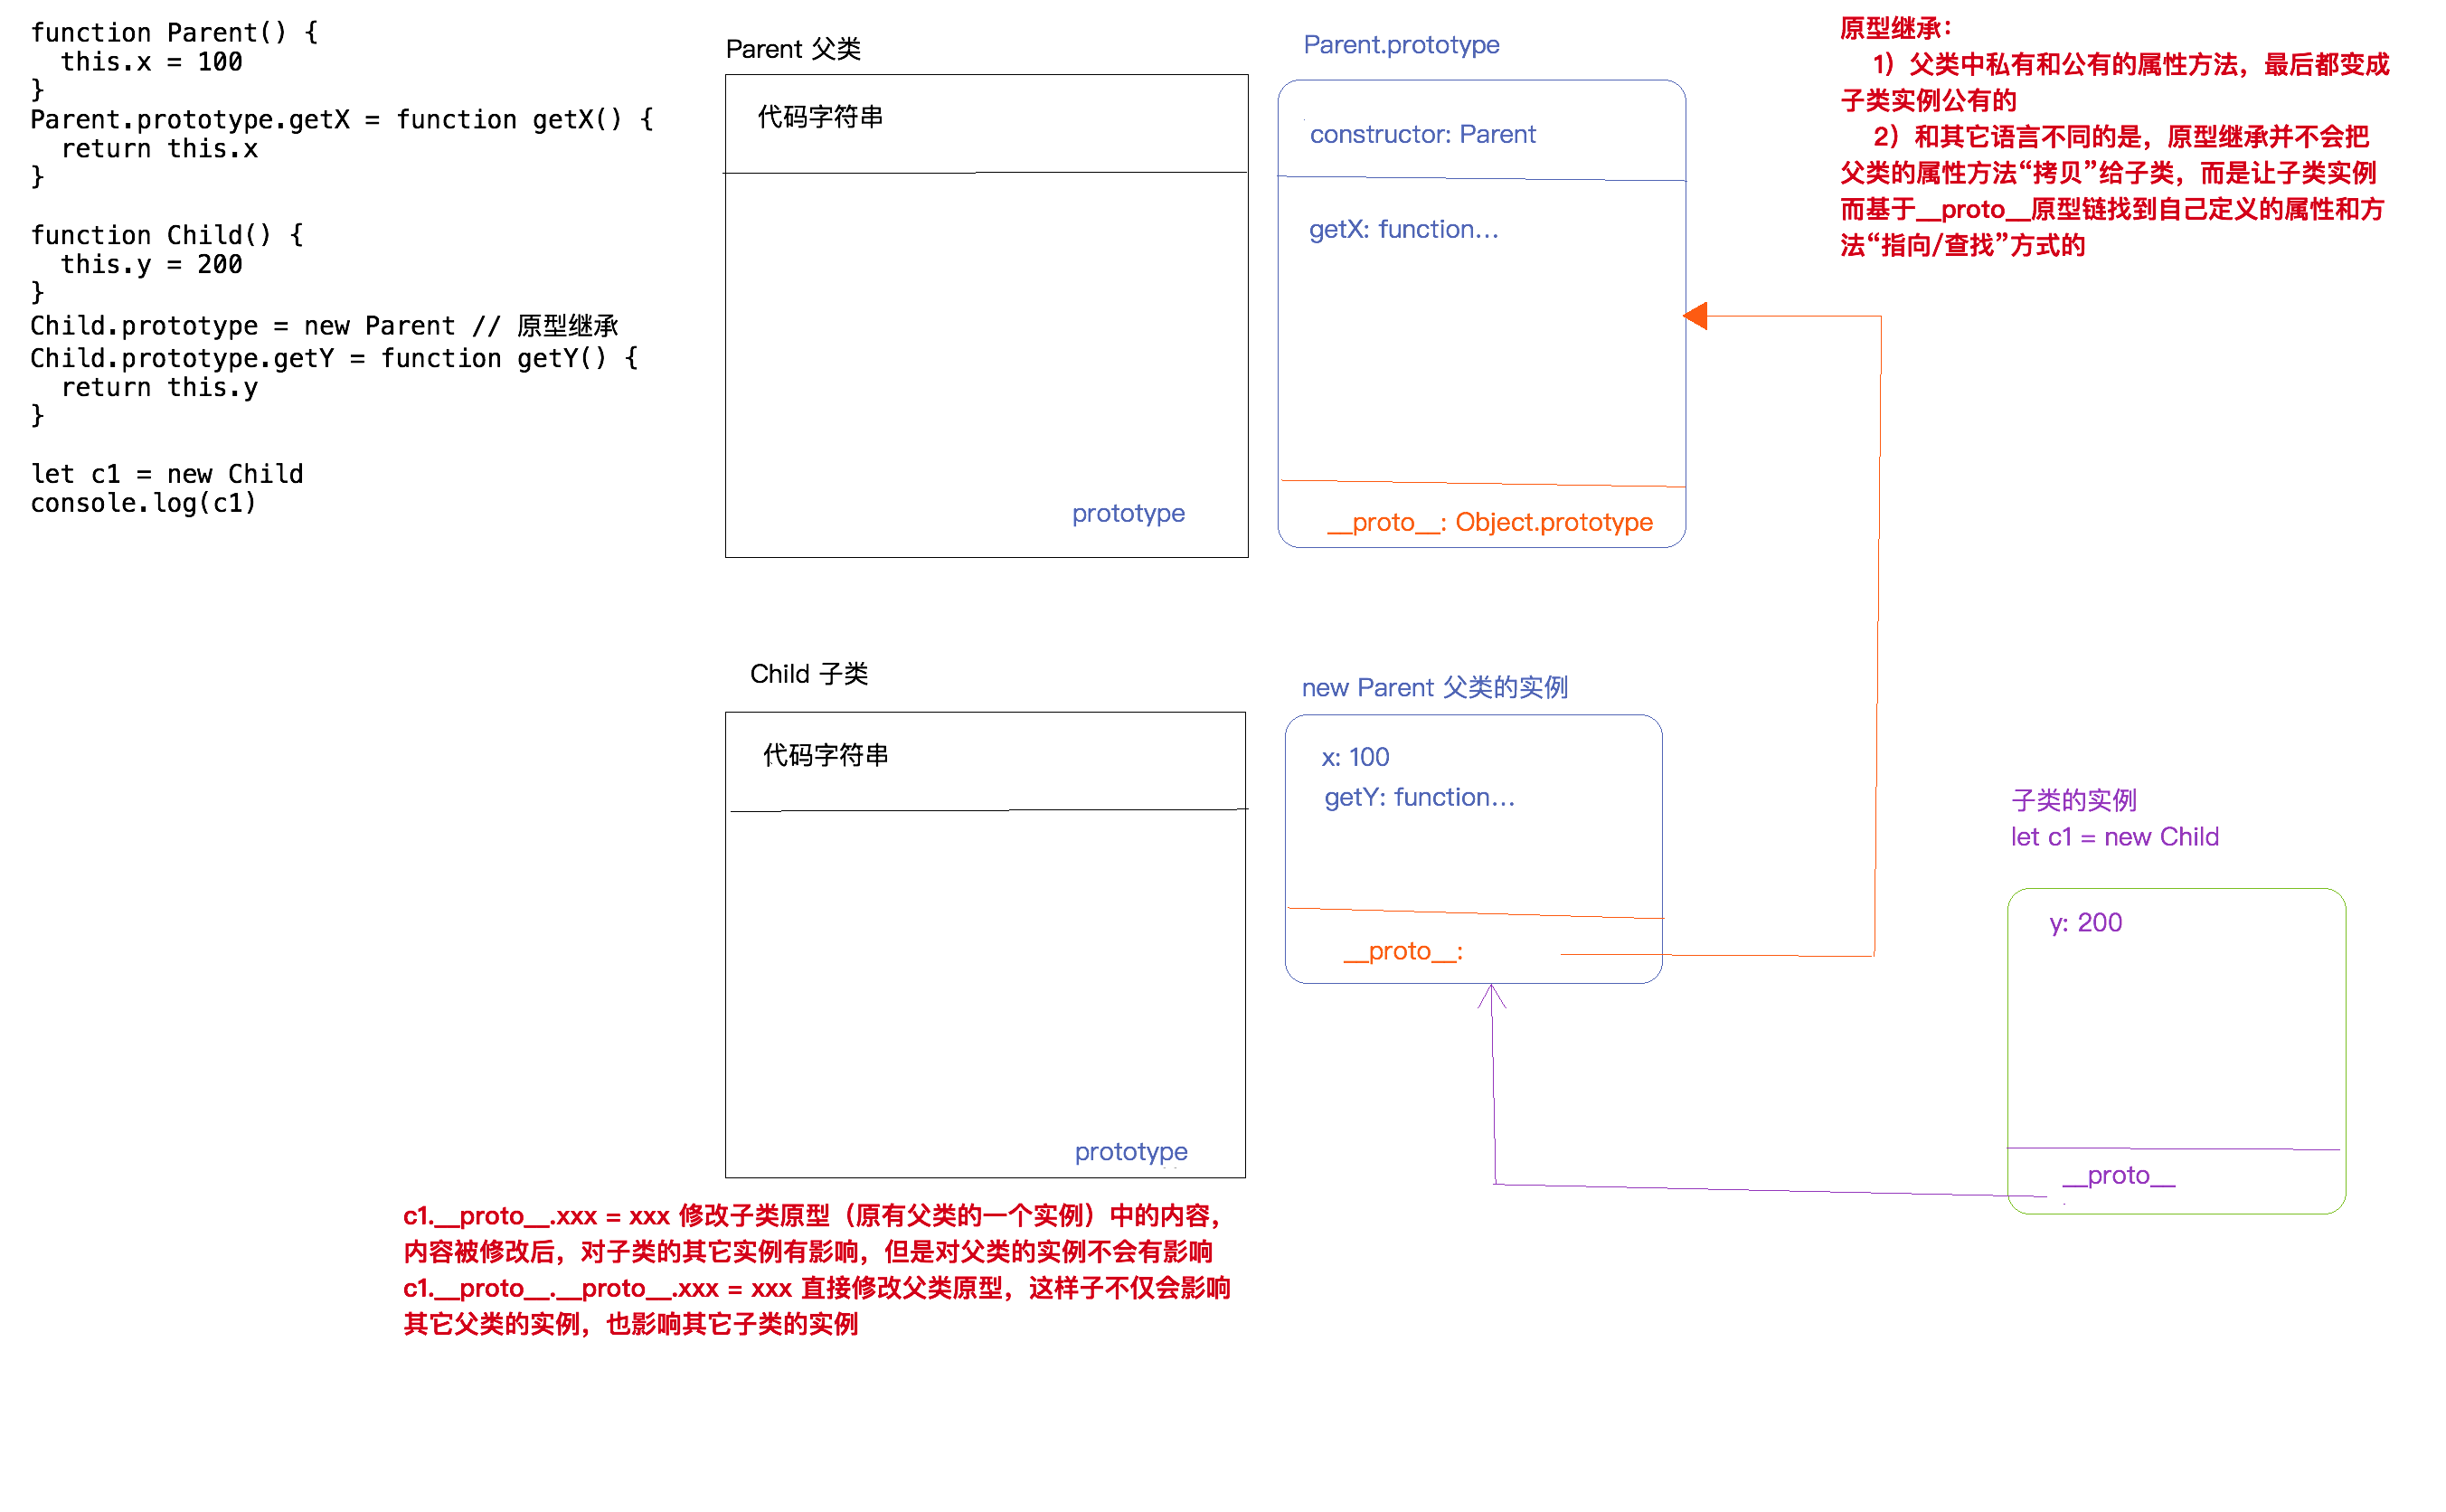 function Parent() {
  this.x = 100
}
Parent.prototype.getX = function getX() {
  return this.x
}
function Child() {
  this.y = 200
}
Child.prototype = new Parent // 原型继承
Child.prototype.getY = function getY() {
  return this.y
}
let c1 = new Child
console.log(c1)
Parent 父类
代码字符串
prototype
Parent.prototype
constructor: Parent
getX: function...
__proto__: Object.prototype
原型继承：
1）父类中私有和公有的属性方法，最后都变成
子类实例公有的
2）和其它语言不同的是，原型继承并不会把
父类的属性方法“拷贝”给子类，而是让子类实例
而基于__proto__原型链找到自己定义的属性和方
法“指向/查找”方式的
Child 子类
代码字符串
prototype
new Parent 父类的实例
x: 100
getY: function...
__proto__:
子类的实例
let c1 = new Child
y: 200
__proto__
c1.__proto__.xxx = xxx 修改子类原型（原有父类的一个实例）中的内容，
内容被修改后，对子类的其它实例有影响，但是对父类的实例不会有影响
c1.__proto__.__proto__.xxx = xxx 直接修改父类原型，这样子不仅会影响
其它父类的实例，也影响其它子类的实例